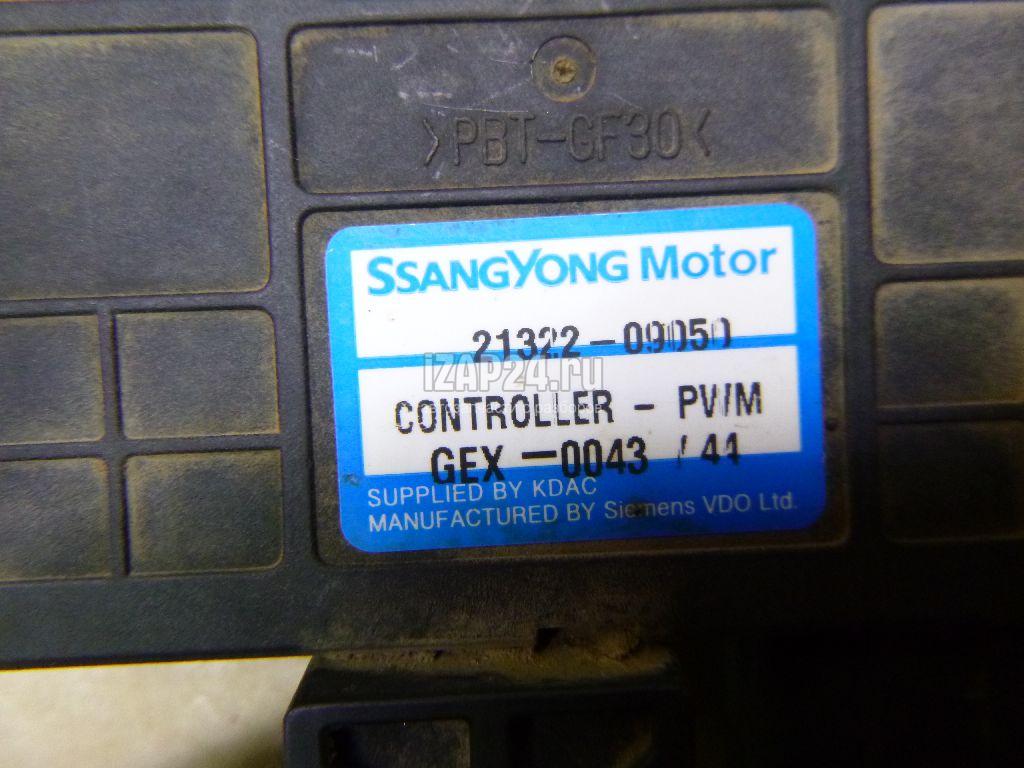 >PBT-GF30<
SSANGYONG Motor
21322-09050
iZAP24.ru
CONTROLLER - PWM
GEX-0043 / 44
SUPPLIED BY KDAC
MANUFACTURED BY Siemens VDO Ltd.